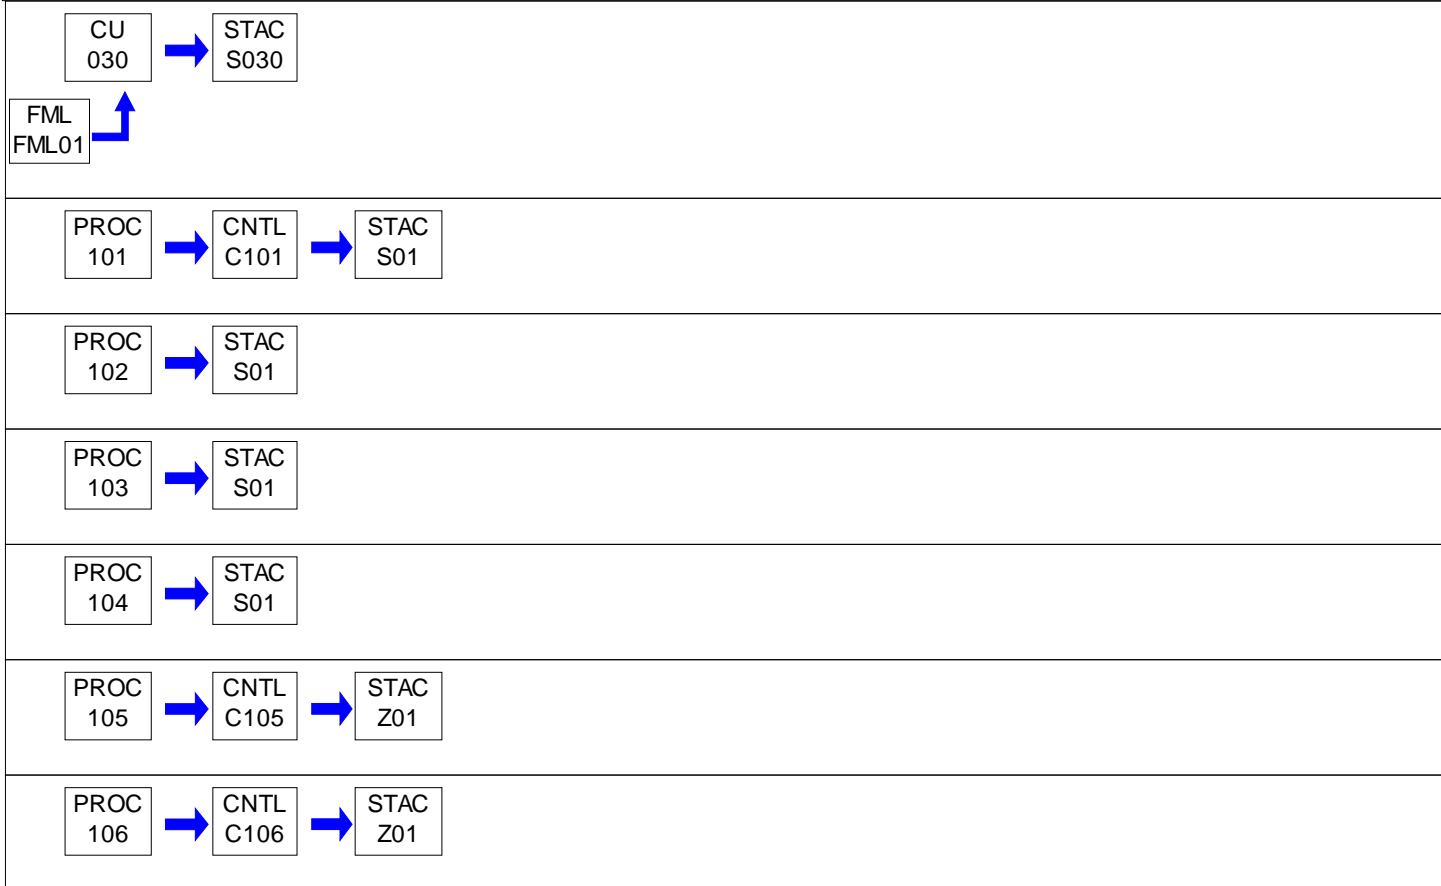 CU
030
STAC
S030
FML
FML01
PROC
101
CNTL
C101
STAC
S01
PROC
102
STAC
S01
PROC
103
STAC
S01
PROC
104
STAC
S01
PROC
105
CNTL
C105
STAC
Z01
PROC
106
CNTL
C106
STAC
Z01